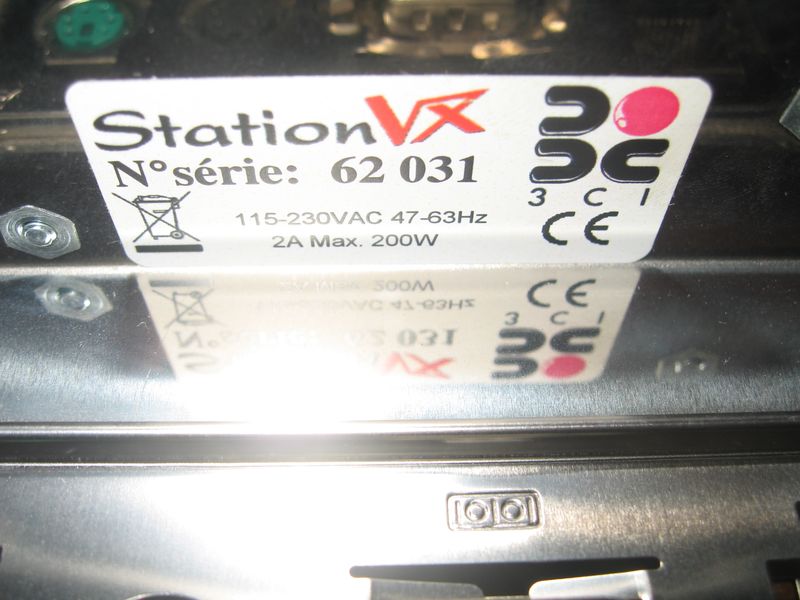 StationVX
N° série: 62 031
115-230VAC 47-63Hz
2A Max. 200W
3 C I
CE